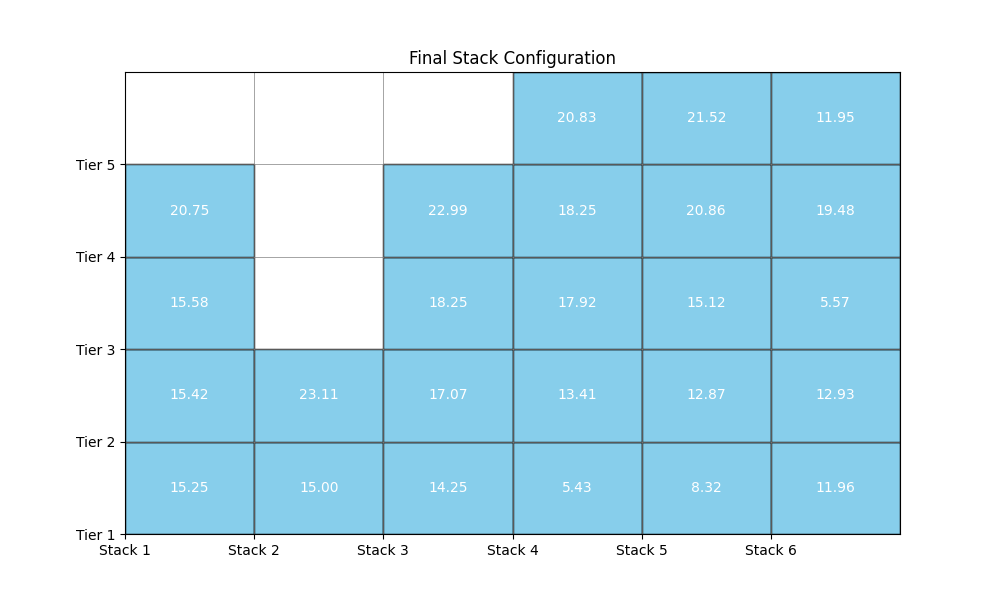 Final Stack Configuration
20.83 21.52 11.95
Tier 5
20.75 22.99 18.25 20.86 19.48
Tier 4
15.58 18.25 17.92 15.12 5.57
Tier 3
15.42 23.11 17.07 13.41 12.87 12.93
Tier 2
15.25 15.00 14.25 5.43 8.32 11.96
Tier 1
Stack 1 Stack 2 Stack 3 Stack 4 Stack 5 Stack 6